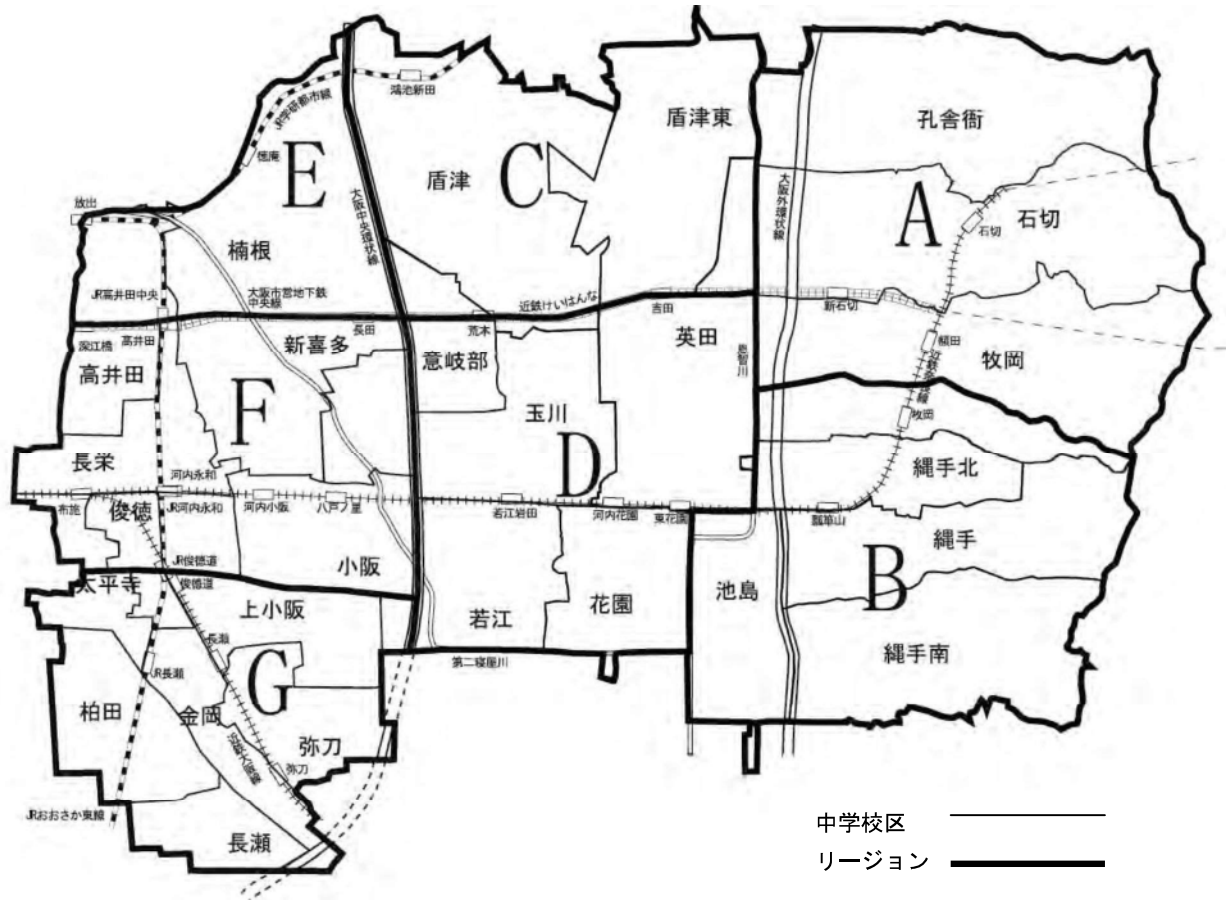 鴻池新田
JR学研都市線
徳庵
盾津東
孔舎衙
E
C
盾津
大阪中央環状線
大阪外環状線
放出
A
石切
石切
楠根
JR高井田中央
大阪市営地下鉄
中央線
近鉄けいはんな
吉田
新石切
長田
荒本
深江橋
高井田
新喜多
意岐部
英田
恩智川
額田
牧岡
高井田
F
玉川
牧岡
D
長栄
河内永和
縄手北
布施
俊徳
JR河内永和
河内小阪
八戸ノ里
若江岩田
河内花園
東花園
瓢箪山
縄手
JR俊徳道
俊徳道
小阪
太平寺
上小阪
若江
花園
池島
B
長瀬
JR長瀬
第二寝屋川
縄手南
G
柏田
金岡
弥刀
弥刀
JRおおさか東線
長瀬
中学校区
リージョン